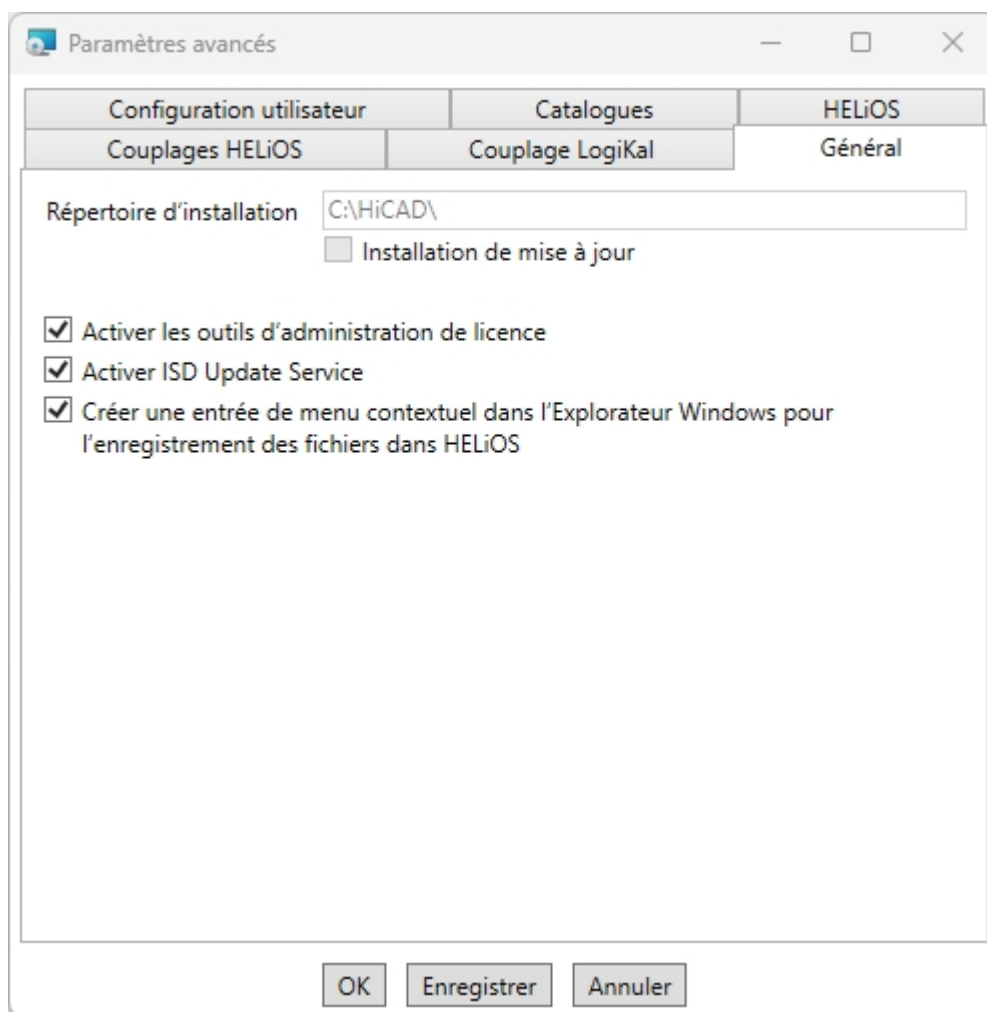 Paramètres avancés
Configuration utilisateur
Catalogues
HELiOS
Couplages HELiOS
Couplage LogiKal
Général
Répertoire d’installation
C:\HiCAD\
Installation de mise à jour
Activer les outils d’administration de licence
Activer ISD Update Service
Créer une entrée de menu contextuel dans l’Explorateur Windows pour
l’enregistrement des fichiers dans HELiOS
OK
Enregistrer
Annuler